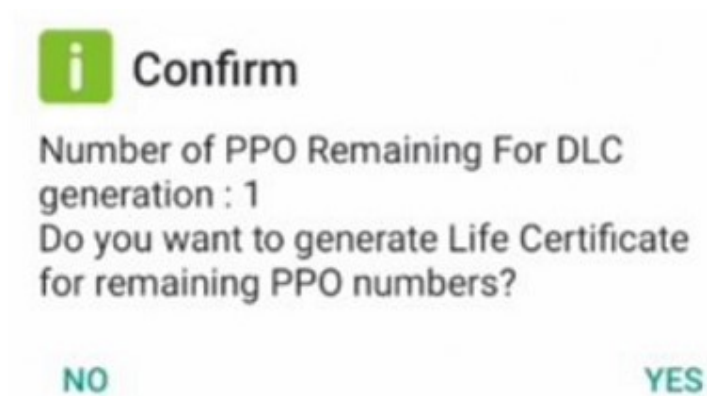 i Confirm
Number of PPO Remaining For DLC
generation : 1
Do you want to generate Life Certificate
for remaining PPO numbers?
NO YES